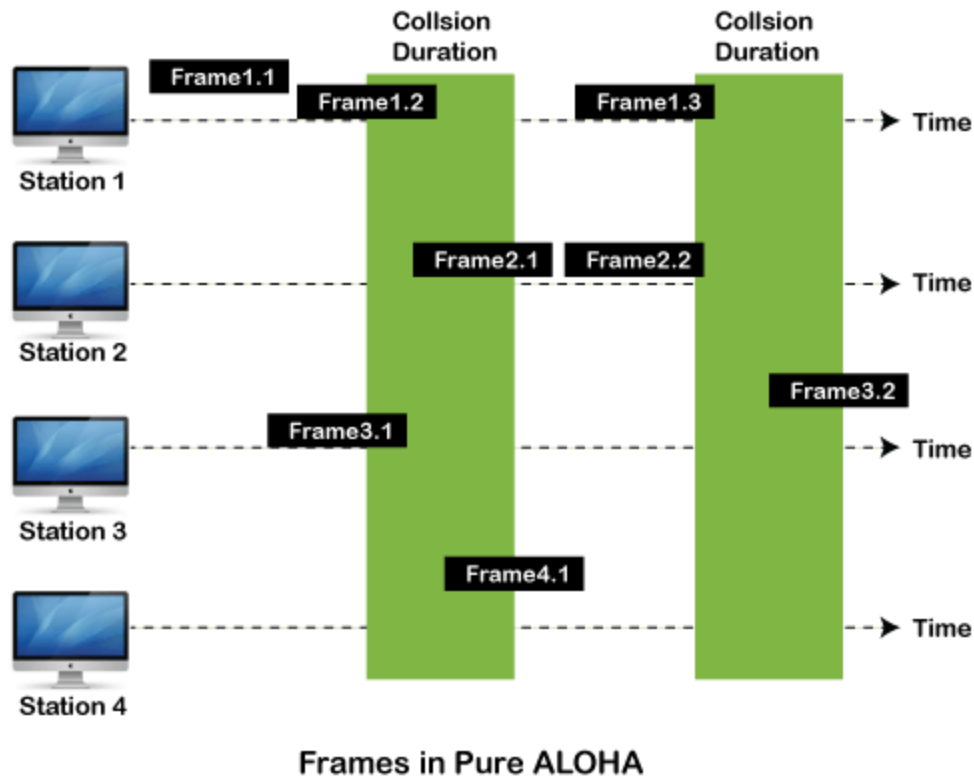 Collsion
Duration
Collsion
Duration
Frame1.1
Frame1.2
Frame1.3
Time
Station 1
Frame2.1
Frame2.2
Time
Station 2
Frame3.2
Frame3.1
Time
Station 3
Frame4.1
Time
Station 4
Frames in Pure ALOHA